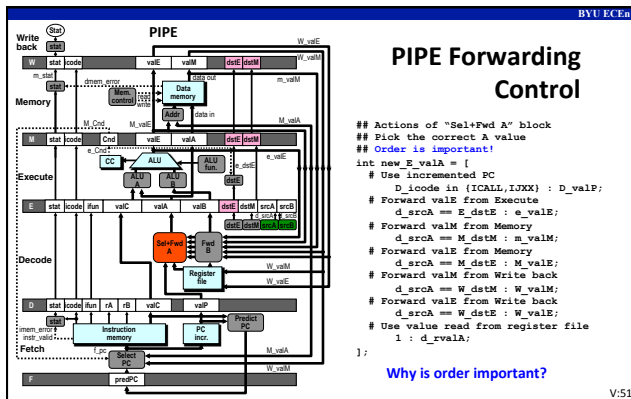 BYU ECEn
PIPE
PIPE Forwarding
Control
Write
back
Stat
stat
W_valE
W_valM
W stat icode valE valM dstE dstM
m_stat
stat
dmem_error
data out
m_valM
Data
memory
Mem.
control
read
write
Memory
Addr
data in
M_Cnd
M_valE
M_valA
M stat icode Cnd valE valA dstE dstM
e_Cnd
CC
ALU
ALU
fun.
e_dstE
e_valE
Execute
ALU
A
ALU
B
dstE
E stat icode ifun valC valA valB dstE dstM srcA srcB
d_srcA d_srcB
dstE dstM srcA srcB
Sel+Fwd
A
Fwd
B
Decode
W_valM
Register
file
W_valE
D stat icode ifun rA rB valC valP
stat
imem_error
instr_valid
Instruction
memory
PC
incr.
Predict
PC
Fetch
f_pc
Select
PC
M_valA
W_valM
F predPC
## Actions of "Sel+Fwd A" block
## Pick the correct A value
## Order is important!
int new_E_valA = [
# Use incremented PC
D_icode in {ICALL,IJXX} : D_valP;
# Forward valE from Execute
d_srcA == E_dstE : e_valE;
# Forward valM from Memory
d_srcA == M_dstM : m_valM;
# Forward valE from Memory
d_srcA == M_dstE : M_valE;
# Forward valM from Write back
d_srcA == W_dstM : W_valM;
# Forward valE from Write back
d_srcA == W_dstE : W_valE;
# Use value read from register file
1 : d_rvalA;
];
Why is order important?
V:51